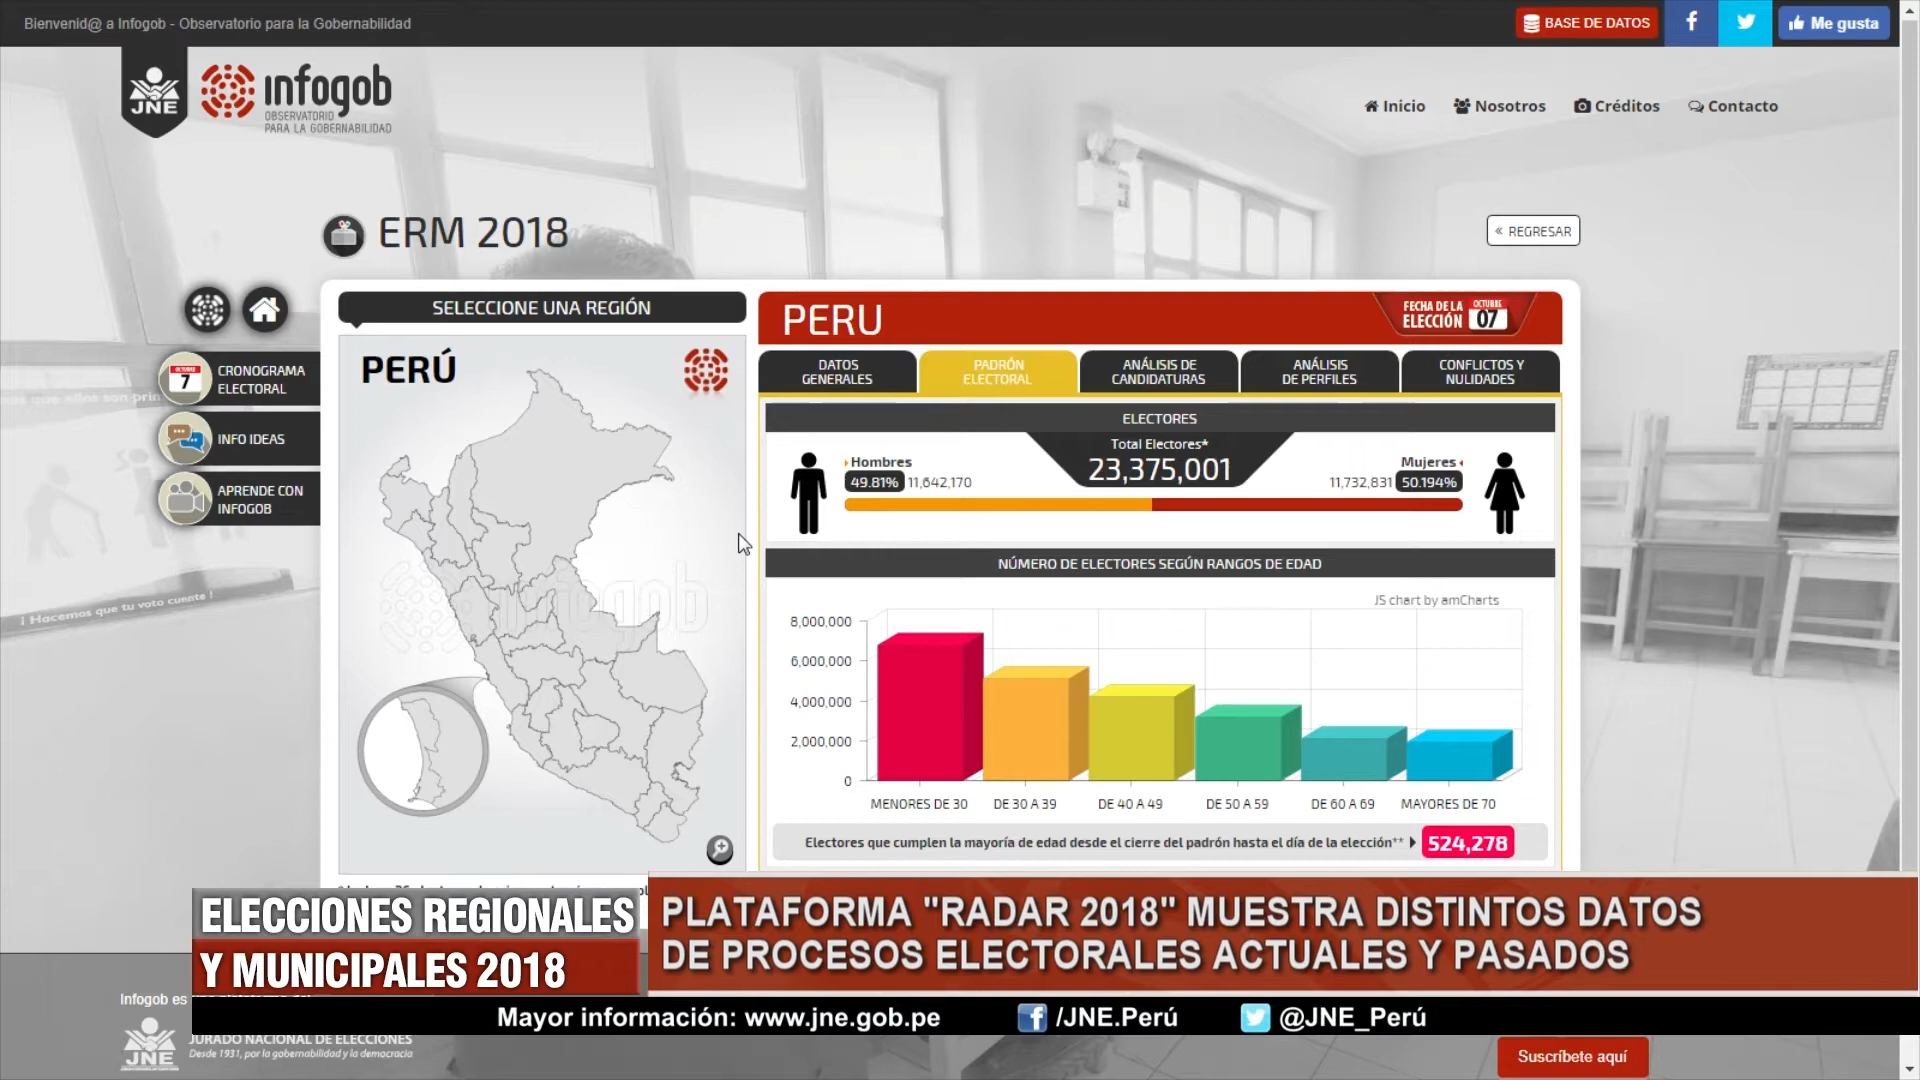 Bienvenid@ a Infogob - Observatorio para la Gobernabilidad
BASE DE DATOS
f
Me gusta
JNE
infogob
OBSERVATORIO
PARA LA GOBERNABILIDAD
Inicio
Nosotros
Créditos
Contacto
ERM 2018
« REGRESAR
CRONOGRAMA
ELECTORAL
OCTUBRE
7
INFO IDEAS
APRENDE CON
INFOGOB
¡ Hacemos que tu voto cuente !
SELECCIONE UNA REGIÓN
PERÚ
infogob
PERU
FECHA DE LA
ELECCIÓN
OCTUBRE
07
DATOS
GENERALES
PADRÓN
ELECTORAL
ANÁLISIS DE
CANDIDATURAS
ANÁLISIS
DE PERFILES
CONFLICTOS Y
NULIDADES
ELECTORES
Total Electores*
23,375,001
Hombres
49.81% 11,642,170
Mujeres
11,732,831 50.194%
NÚMERO DE ELECTORES SEGÚN RANGOS DE EDAD
JS chart by amCharts
8,000,000
6,000,000
4,000,000
2,000,000
0
MENORES DE 30
DE 30 A 39
DE 40 A 49
DE 50 A 59
DE 60 A 69
MAYORES DE 70
Electores que cumplen la mayoría de edad desde el cierre del padrón hasta el día de la elección** 524,278
ELECCIONES REGIONALES
Y MUNICIPALES 2018
PLATAFORMA "RADAR 2018" MUESTRA DISTINTOS DATOS
DE PROCESOS ELECTORALES ACTUALES Y PASADOS
Infogob es
Mayor información: www.jne.gob.pe
/JNE.Perú
@JNE_Perú
JNE
JURADO NACIONAL DE ELECCIONES
Desde 1931, por la gobernabilidad y la democracia
Suscríbete aquí